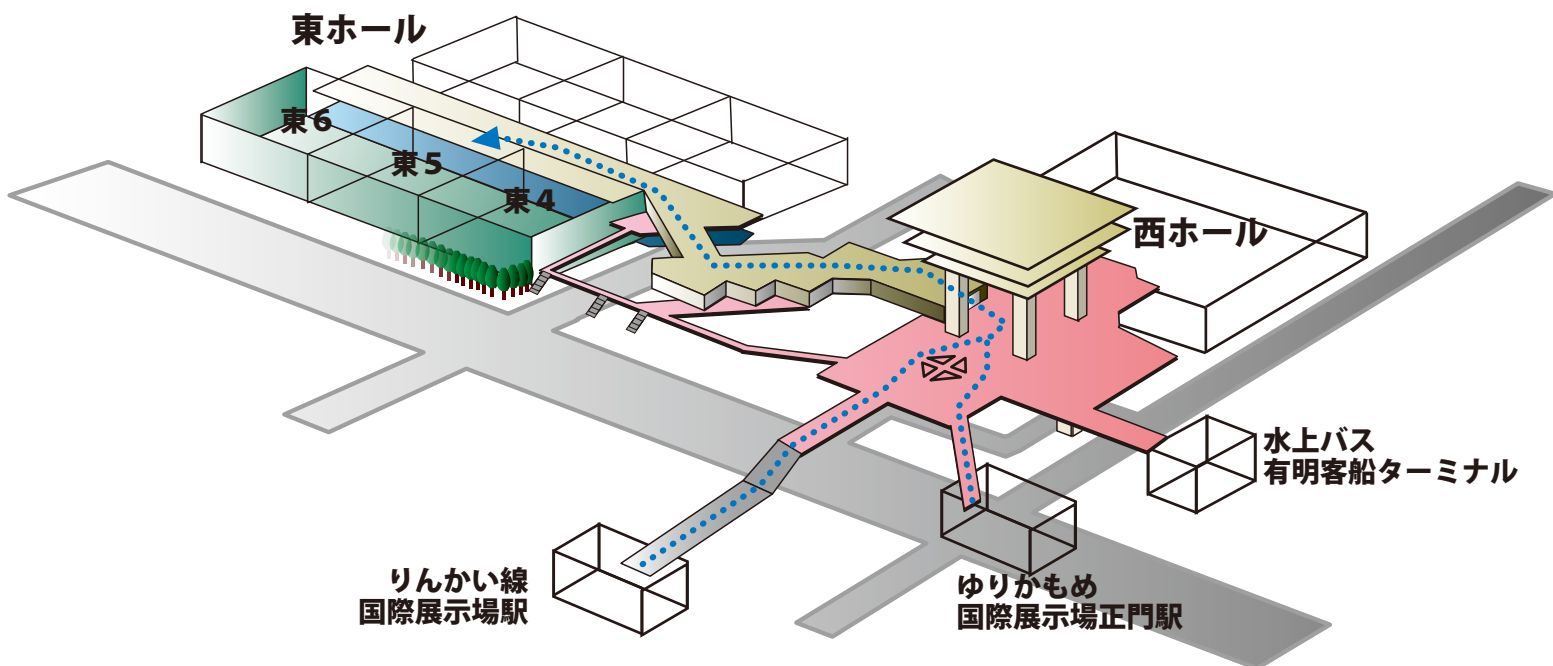 東ホール
東6
東5
東4
西ホール
水上バス
有明客船ターミナル
りんかい線
国際展示場駅
ゆりかもめ
国際展示場正門駅